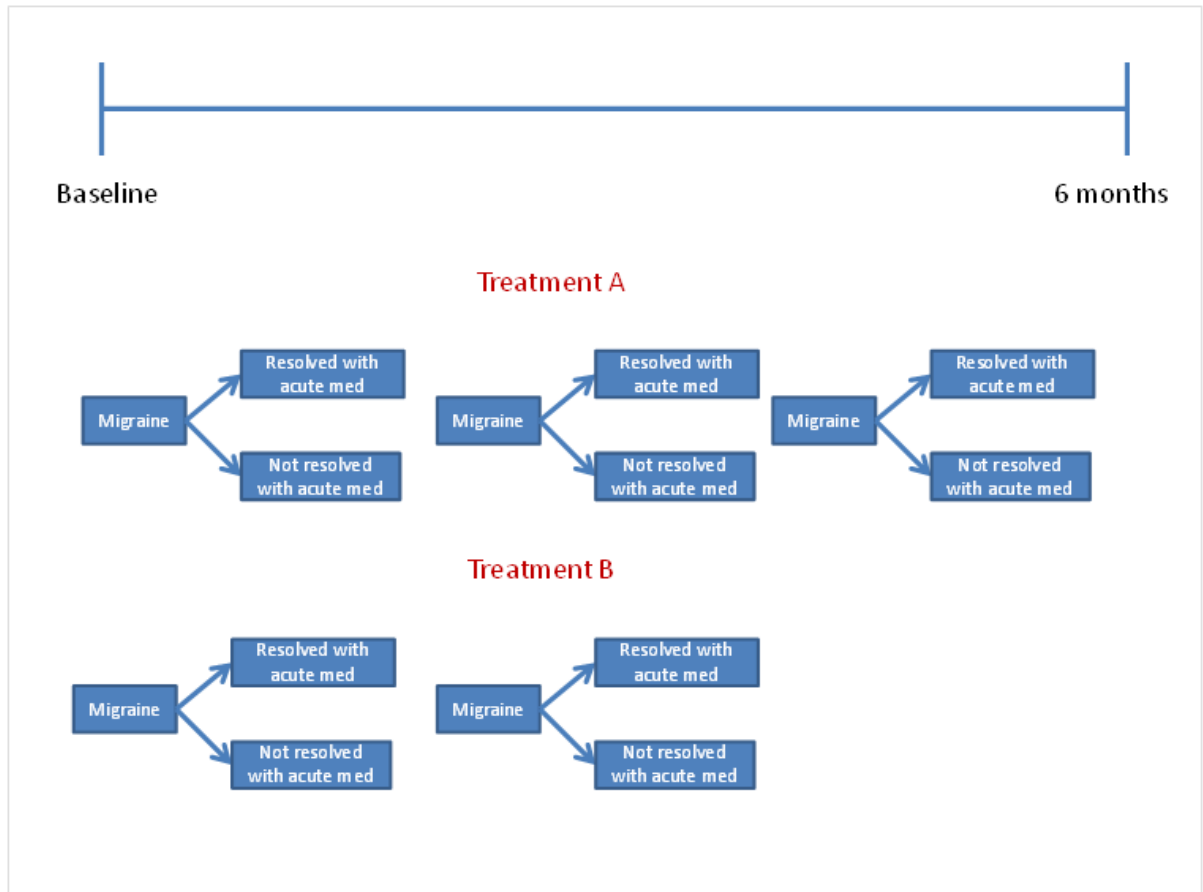 Baseline
6 months
Treatment A
Resolved with
acute med
Resolved with
acute med
Resolved with
acute med
Migraine
Migraine
Migraine
Not resolved
with acute med
Not resolved
with acute med
Not resolved
with acute med
Treatment B
Resolved with
acute med
Resolved with
acute med
Migraine
Migraine
Not resolved
with acute med
Not resolved
with acute med